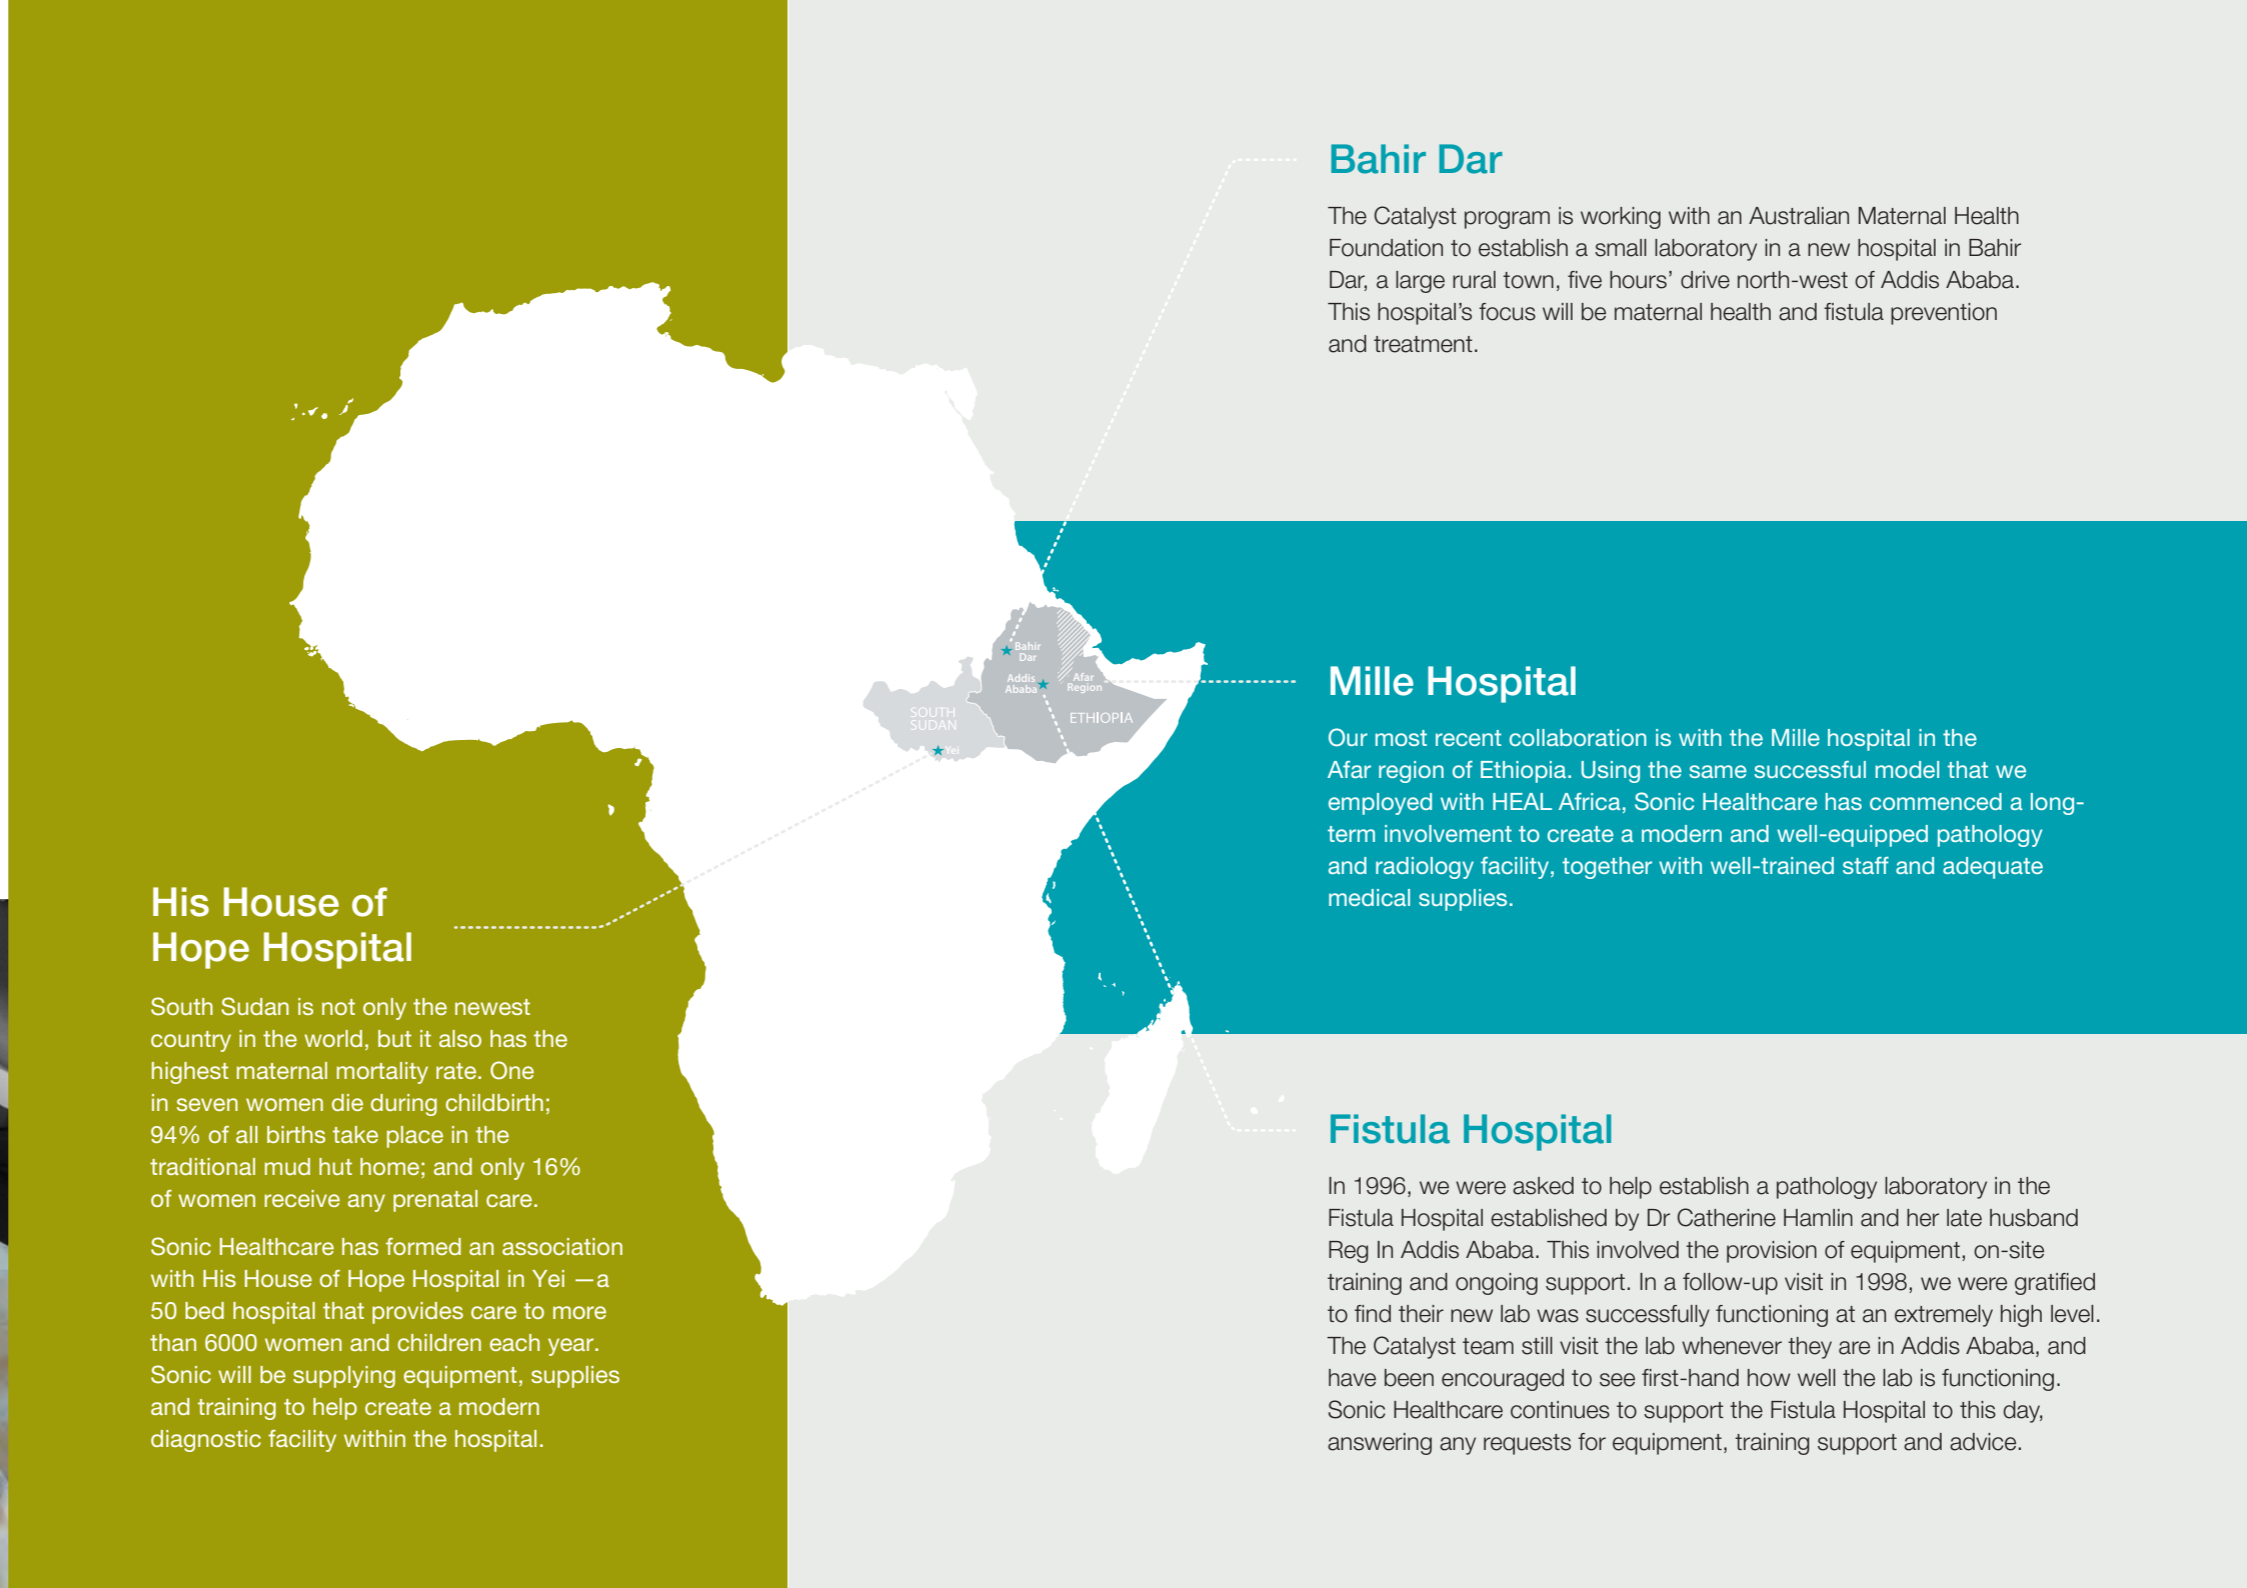 Bahir Dar
The Catalyst program is working with an Australian Maternal Health
Foundation to establish a small laboratory in a new hospital in Bahir
Dar, a large rural town, five hours’ drive north-west of Addis Ababa.
This hospital’s focus will be maternal health and fistula prevention
and treatment.
Bahir
Dar
Addis
Ababa
Afar
Region
ETHIOPIA
SOUTH
SUDAN
Yei
Mille Hospital
Our most recent collaboration is with the Mille hospital in the
Afar region of Ethiopia. Using the same successful model that we
employed with HEAL Africa, Sonic Healthcare has commenced a long-
term involvement to create a modern and well-equipped pathology
and radiology facility, together with well-trained staff and adequate
medical supplies.
His House of
Hope Hospital
South Sudan is not only the newest
country in the world, but it also has the
highest maternal mortality rate. One
in seven women die during childbirth;
94% of all births take place in the
traditional mud hut home; and only 16%
of women receive any prenatal care.
Sonic Healthcare has formed an association
with His House of Hope Hospital in Yei —a
50 bed hospital that provides care to more
than 6000 women and children each year.
Sonic will be supplying equipment, supplies
and training to help create a modern
diagnostic facility within the hospital.
Fistula Hospital
In 1996, we were asked to help establish a pathology laboratory in the
Fistula Hospital established by Dr Catherine Hamlin and her late husband
Reg In Addis Ababa. This involved the provision of equipment, on-site
training and ongoing support. In a follow-up visit in 1998, we were gratified
to find their new lab was successfully functioning at an extremely high level.
The Catalyst team still visit the lab whenever they are in Addis Ababa, and
have been encouraged to see first-hand how well the lab is functioning.
Sonic Healthcare continues to support the Fistula Hospital to this day,
answering any requests for equipment, training support and advice.